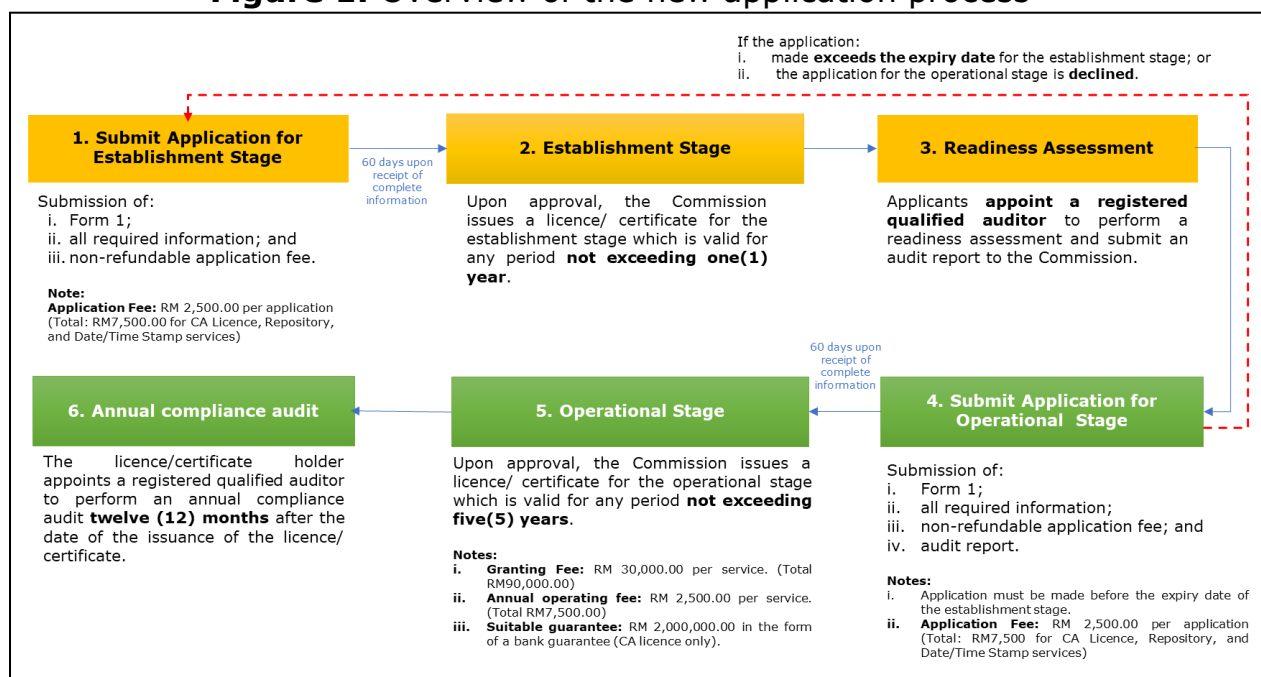 Figure 1: Overview of the new application process
If the application:
i. made exceeds the expiry date for the establishment stage; or
ii. the application for the operational stage is declined.
1. Submit Application for
Establishment Stage
60 days upon
receipt of
complete
information
2. Establishment Stage
3. Readiness Assessment
Submission of:
i. Form 1;
ii. all required information; and
iii. non-refundable application fee.
Note:
Application Fee: RM 2,500.00 per application
(Total: RM7,500.00 for CA Licence, Repository,
and Date/Time Stamp services)
Upon approval, the Commission
issues a licence/ certificate for the
establishment stage which is valid for
any period not exceeding one(1)
year.
Applicants appoint a registered
qualified auditor to perform a
readiness assessment and submit an
audit report to the Commission.
60 days upon
receipt of
complete
information
6. Annual compliance audit
5. Operational Stage
4. Submit Application for
Operational Stage
The licence/certificate holder
appoints a registered qualified auditor
to perform an annual compliance
audit twelve (12) months after the
date of the issuance of the licence/
certificate.
Upon approval, the Commission issues a
licence/ certificate for the operational stage
which is valid for any period not exceeding
five(5) years.
Notes:
i. Granting Fee: RM 30,000.00 per service. (Total
RM90,000.00)
ii. Annual operating fee: RM 2,500.00 per service.
(Total RM7,500.00)
iii. Suitable guarantee: RM 2,000,000.00 in the form
of a bank guarantee (CA licence only).
Submission of:
i. Form 1;
ii. all required information;
iii. non-refundable application fee; and
iv. audit report.
Notes:
i. Application must be made before the expiry date of
the establishment stage.
ii. Application Fee: RM 2,500.00 per application
(Total: RM7,500 for CA Licence, Repository, and
Date/Time Stamp services)